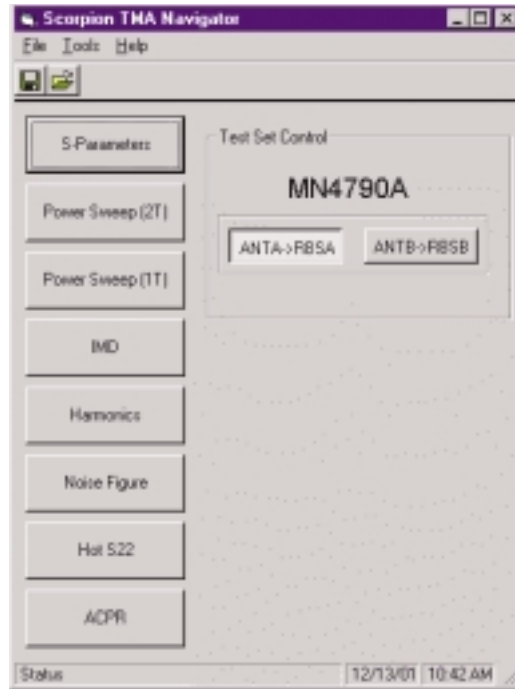 Scorpion TMA Navigator
File Tools Help
S-Parameters
Test Set Control
MN4790A
Power Sweep (2T)
ANTA->RBSA ANTB->RBSB
Power Sweep (1T)
IMD
Harmonics
Noise Figure
Hot S22
ACPR
Status 12/13/01 10:42 AM